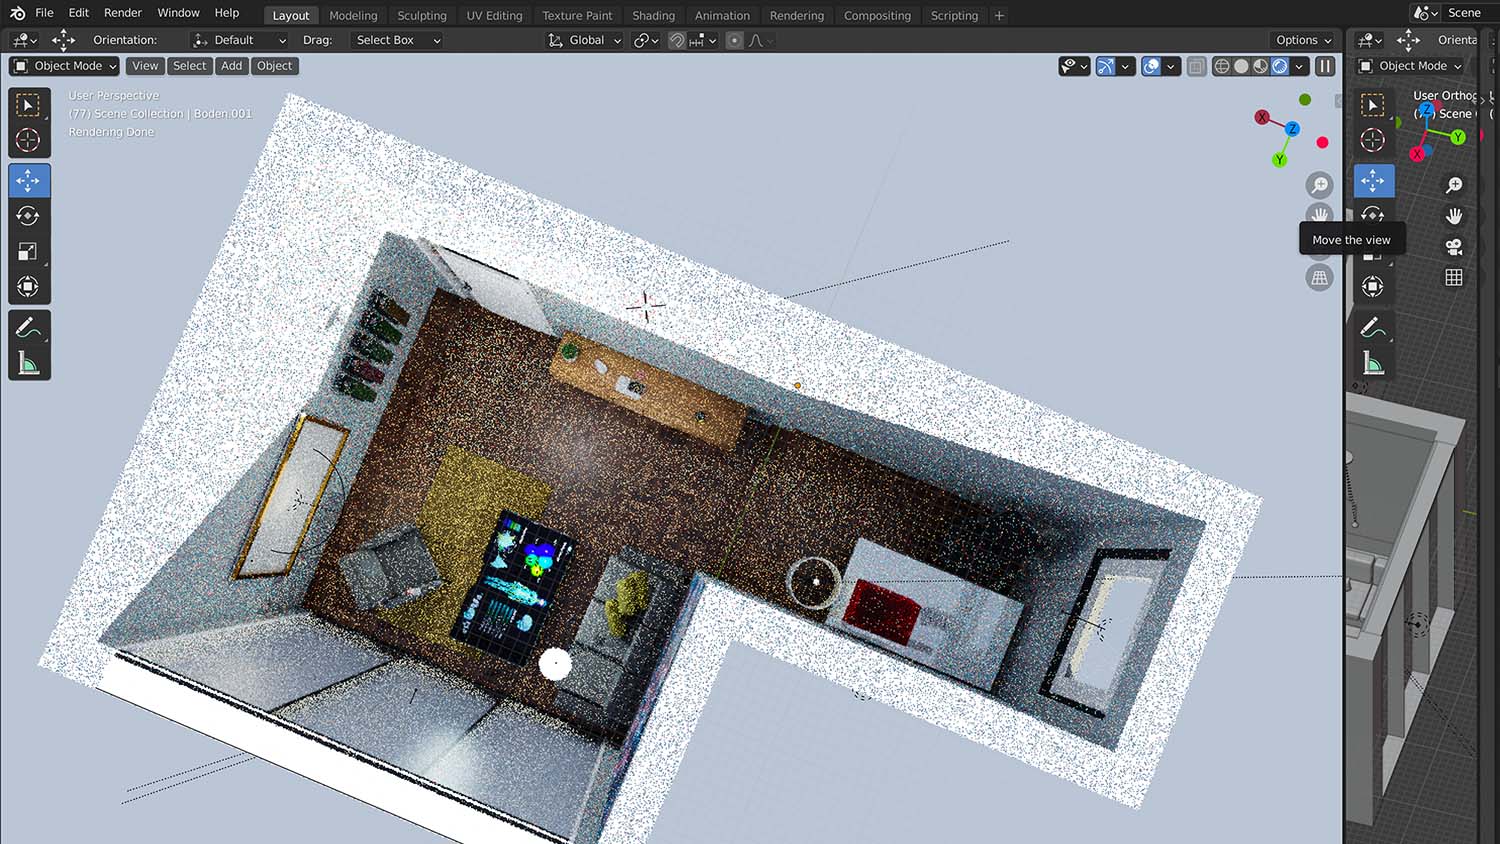 File Edit Render Window Help Layout Modeling Sculpting UV Editing Texture Paint Shading Animation Rendering Compositing Scripting + Scene
Orientation: Default Drag: Select Box Global Options Orienta
Object Mode View Select Add Object Object Mode
User Perspective
(77) Scene Collection | Boden.001
Rendering Done
X
Z
Y
User Orthog
Scene
Z
Y
X
Move the view